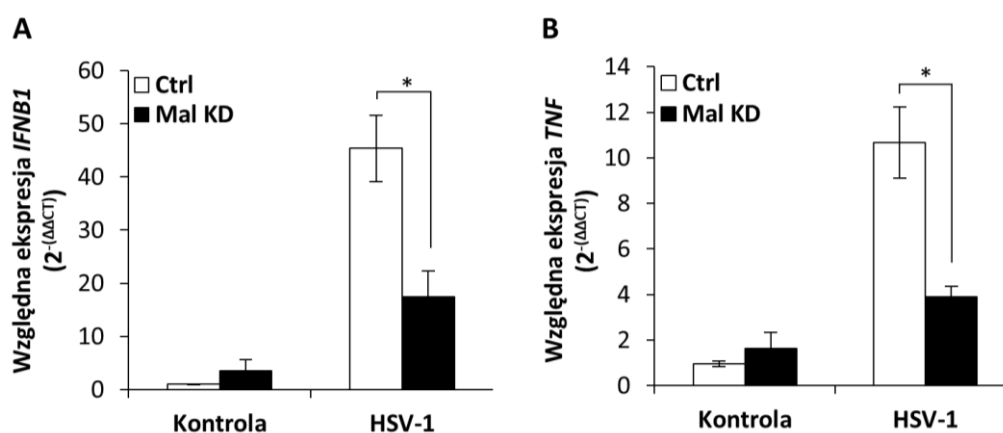 A
Względna ekspresja IFNB1
(2^-(ΔΔCT))
60
50
40
30
20
10
0
Ctrl
Mal KD
*
Kontrola
HSV-1
B
Względna ekspresja TNF
(2^-(ΔΔCT))
14
12
10
8
6
4
2
0
Ctrl
Mal KD
*
Kontrola
HSV-1